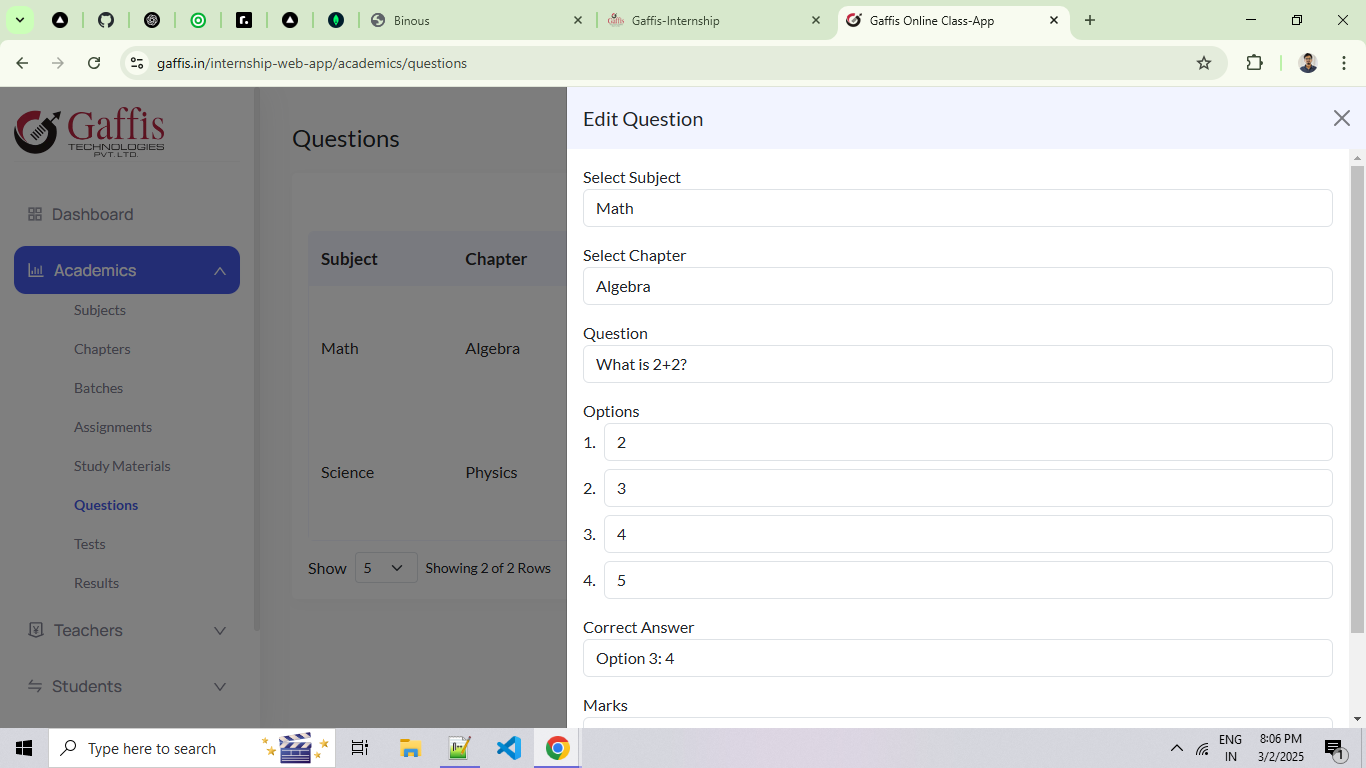 Binous
Gaffis-Internship
Gaffis Online Class-App
gaffis.in/internship-web-app/academics/questions
Gaffis
TECHNOLOGIES
PVT.LTD.
Dashboard
Academics
Subjects
Chapters
Batches
Assignments
Study Materials
Questions
Tests
Results
Teachers
Students
Questions
Subject Chapter
Math Algebra
Science Physics
Show 5 Showing 2 of 2 Rows
Edit Question
Select Subject
Math
Select Chapter
Algebra
Question
What is 2+2?
Options
1. 2
2. 3
3. 4
4. 5
Correct Answer
Option 3: 4
Marks
Type here to search
ENG
IN
8:06 PM
3/2/2025
1